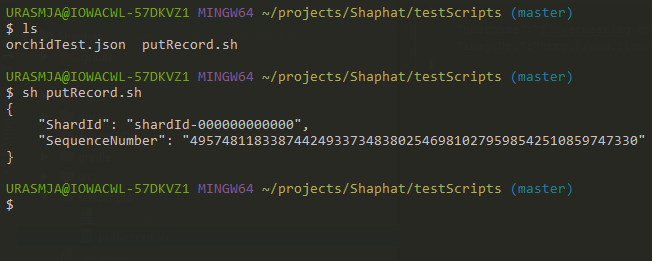 URASMJA@IOWACWL-57DKVZ1 MINGW64 ~/projects/Shaphat/testScripts (master)
$ ls
orchidTest.json  putRecord.sh
URASMJA@IOWACWL-57DKVZ1 MINGW64 ~/projects/Shaphat/testScripts (master)
$ sh putRecord.sh
{
    "ShardId": "shardId-000000000000",
    "SequenceNumber": "49574811833874424933734838025469810279598542510859747330"
}
URASMJA@IOWACWL-57DKVZ1 MINGW64 ~/projects/Shaphat/testScripts (master)
$